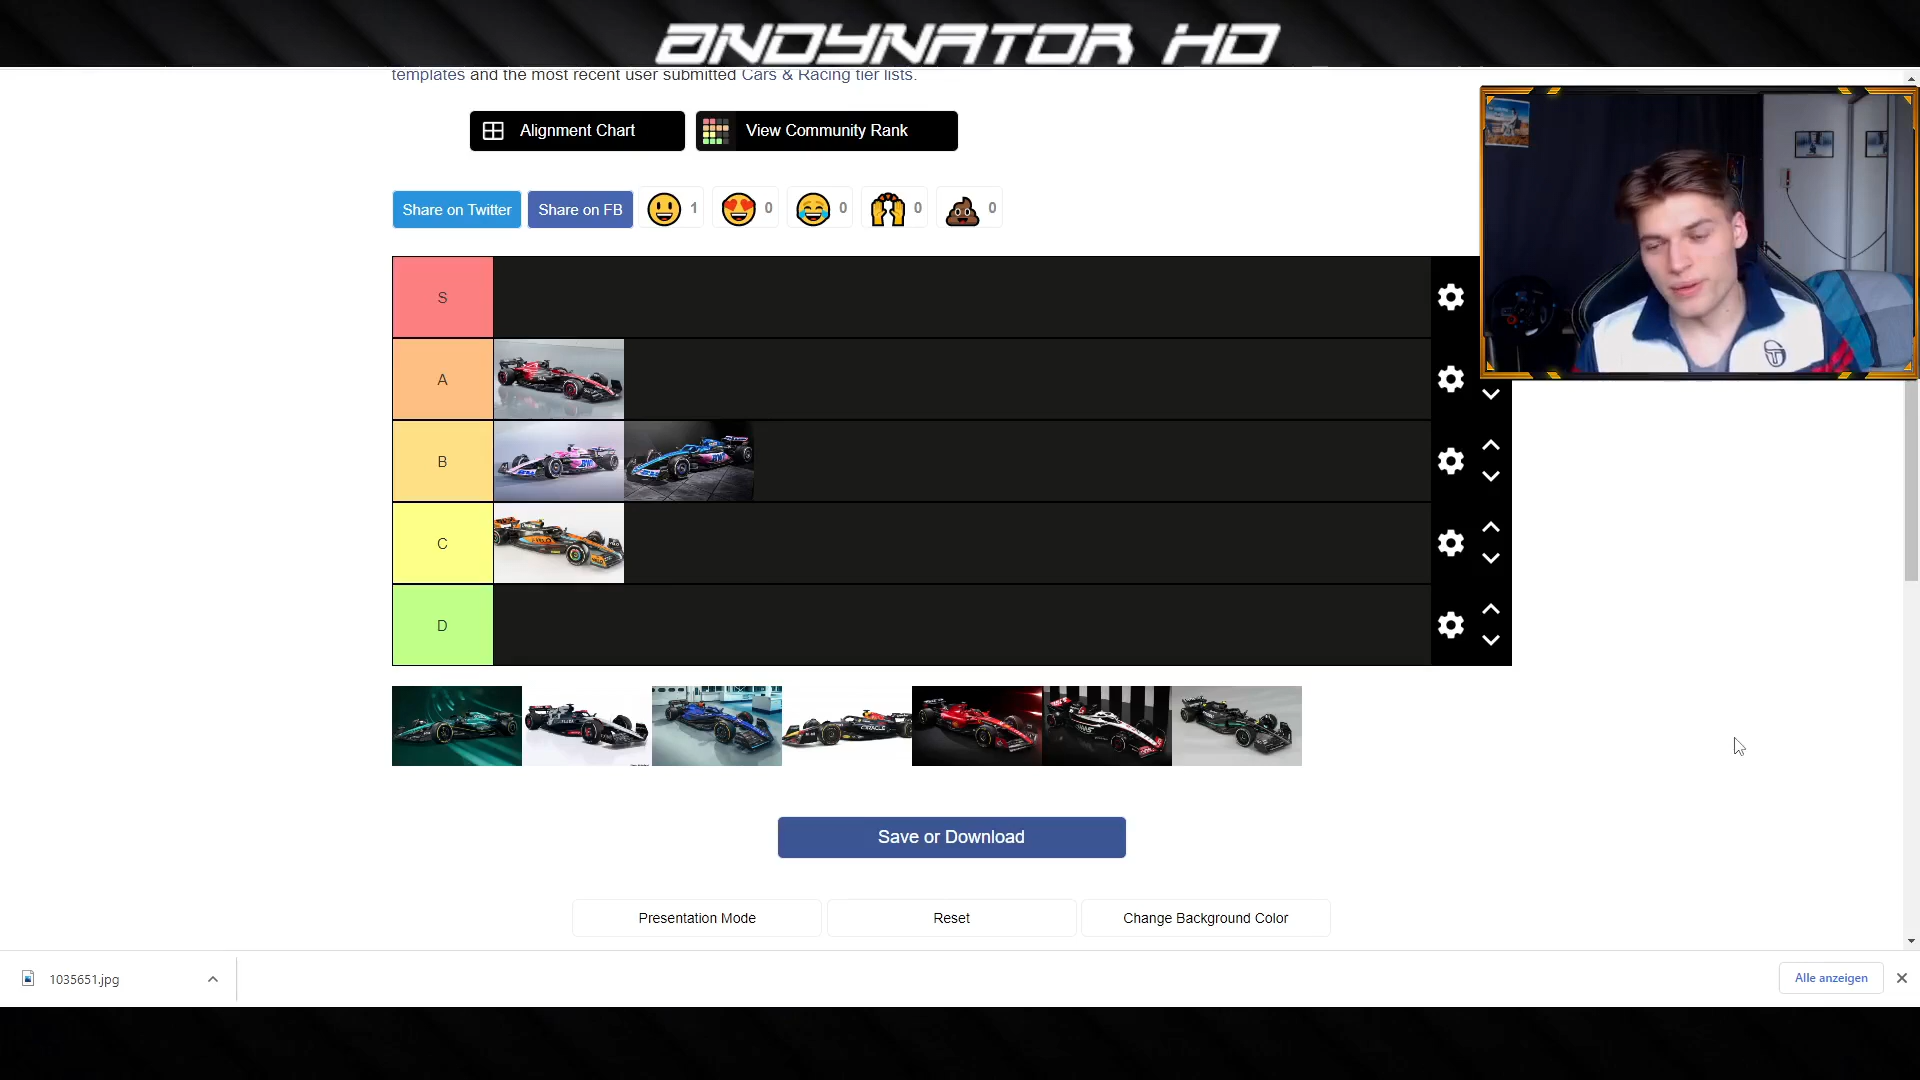 ANDYNATOR HD
templates and the most recent user submitted Cars & Racing tier lists.
Alignment Chart
View Community Rank
Share on Twitter
Share on FB
1
0
0
0
0
S
A
B
C
D
ORACLE
HAAS
Save or Download
Presentation Mode
Reset
Change Background Color
1035651.jpg
Alle anzeigen